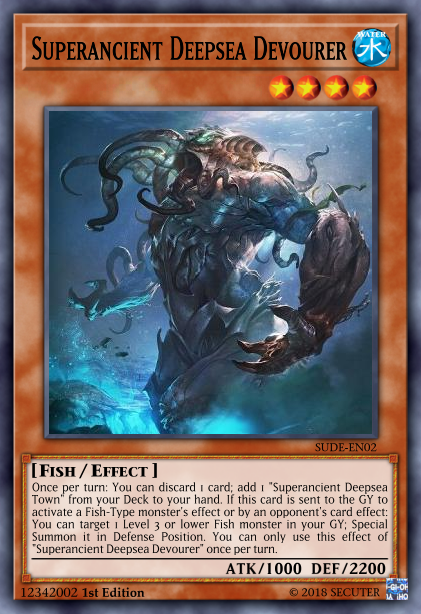 Superancient Deepsea Devourer
WATER
水
SUDE-EN02
[Fish / Effect ]
Once per turn: You can discard 1 card; add 1 "Superancient Deepsea
Town" from your Deck to your hand. If this card is sent to the GY to
activate a Fish-Type monster's effect or by an opponent's card effect:
You can target 1 Level 3 or lower Fish monster in your GY; Special
Summon it in Defense Position. You can only use this effect of
"Superancient Deepsea Devourer" once per turn.
ATK/1000 DEF/2200
12342002 1st Edition
© 2018 SECUTER